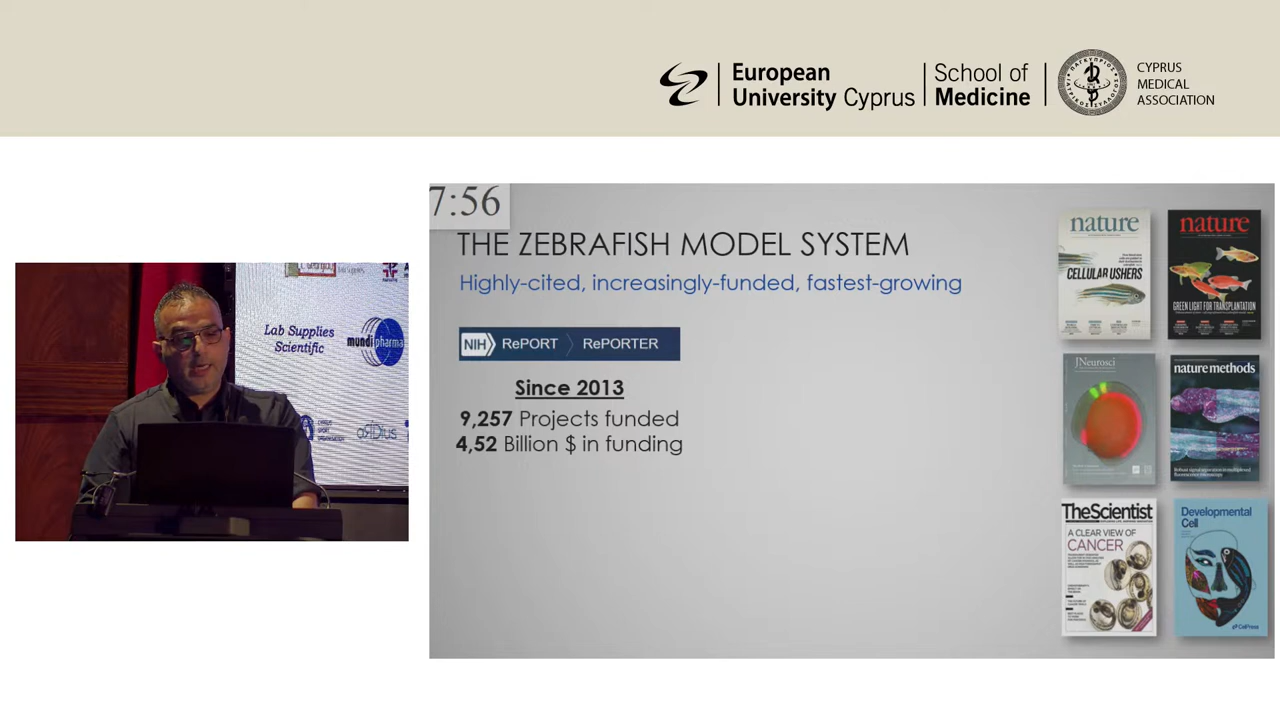 European
University Cyprus
School of
Medicine
CYPRUS
MEDICAL
ASSOCIATION
7:56
THE ZEBRAFISH MODEL SYSTEM
Highly-cited, increasingly-funded, fastest-growing
NIH RePORT RePORTER
Since 2013
9,257 Projects funded
4,52 Billion $ in funding
nature
CELLULAR USHERS
nature
GREEN LIGHT FOR TRANSPLANTATION
JNeurosci
nature methods
TheScientist
A CLEAR VIEW OF
CANCER
Developmental
Cell
CellPress
Lab Supplies
Scientific
mundipharma